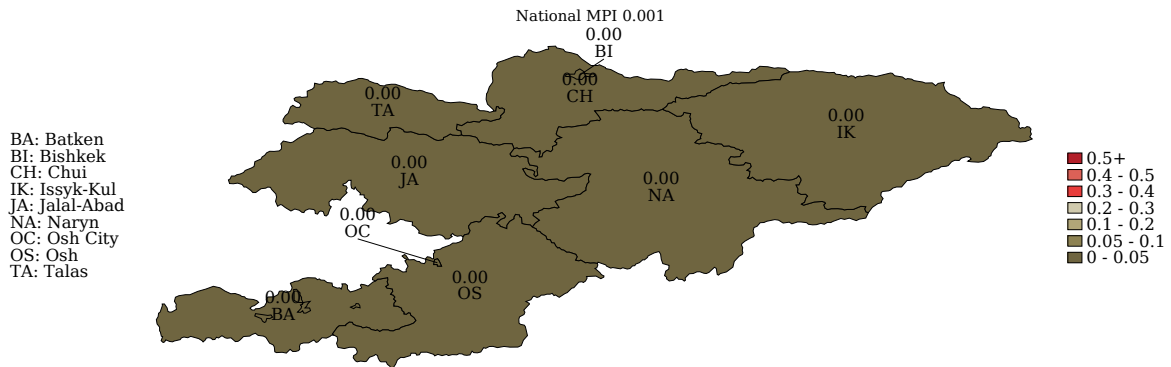 National MPI 0.001
0.00
BI
0.00
CH
0.00
TA
0.00
IK
0.00
JA
0.00
NA
0.00
OC
0.00
OS
0.00
BA
BA: Batken
BI: Bishkek
CH: Chui
IK: Issyk-Kul
JA: Jalal-Abad
NA: Naryn
OC: Osh City
OS: Osh
TA: Talas
0.5+
0.4 - 0.5
0.3 - 0.4
0.2 - 0.3
0.1 - 0.2
0.05 - 0.1
0 - 0.05